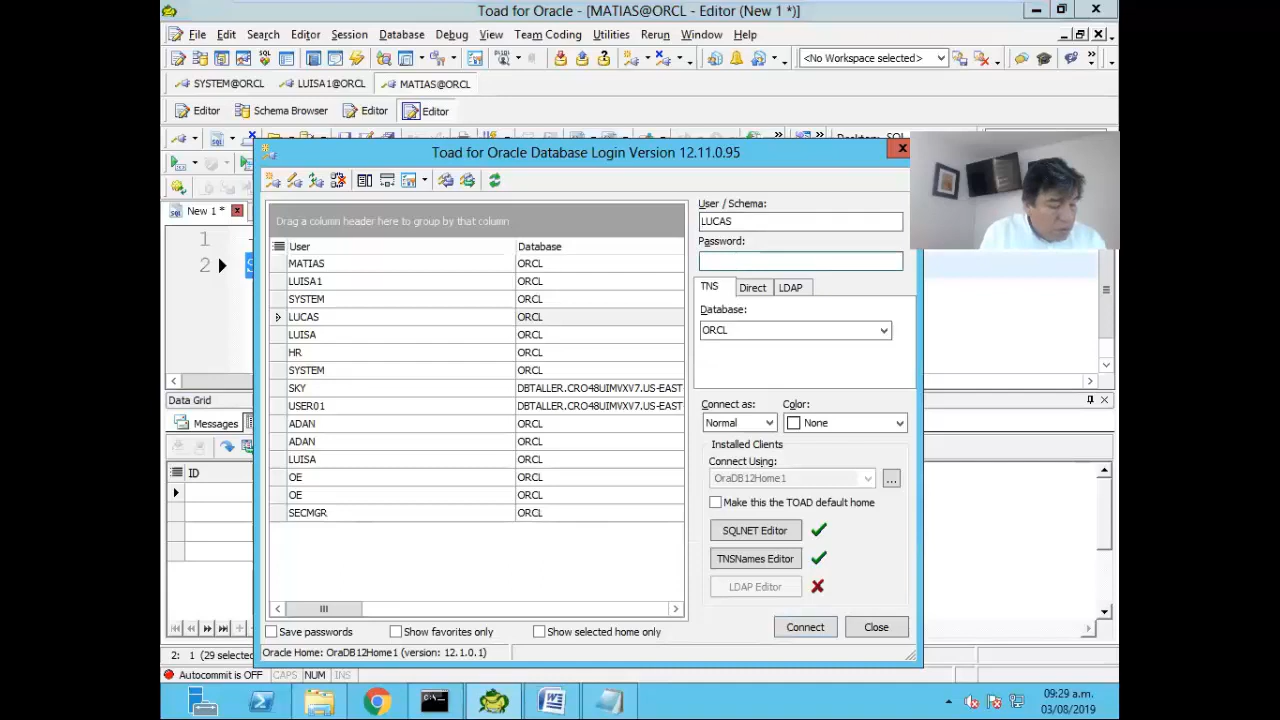 Toad for Oracle - [MATIAS@ORCL - Editor (New 1 *)]
File Edit Search Editor Session Database Debug View Team Coding Utilities Rerun Window Help
<No Workspace selected>
SYSTEM@ORCL LUISA1@ORCL MATIAS@ORCL
Editor Schema Browser Editor Editor
Desktop: SQL
Toad for Oracle Database Login Version 12.11.0.95
New 1 *
1
2
Drag a column header here to group by that column
User Database
MATIAS ORCL
LUISA1 ORCL
SYSTEM ORCL
LUCAS ORCL
LUISA ORCL
HR ORCL
SYSTEM ORCL
SKY DBTALLER.CRO48UIMVXV7.US-EAST
USER01 DBTALLER.CRO48UIMVXV7.US-EAST
ADAN ORCL
ADAN ORCL
LUISA ORCL
OE ORCL
OE ORCL
SECMGR ORCL
User / Schema:
LUCAS
Password:
TNS Direct LDAP
Database:
ORCL
Connect as: Color:
Normal None
Installed Clients
Connect Using:
OraDB12Home1 ...
Make this the TOAD default home
SQLNET Editor
TNSNames Editor
LDAP Editor
Connect Close
Save passwords Show favorites only Show selected home only
Oracle Home: OraDB12Home1 (version: 12.1.0.1)
Data Grid
Messages
ID
2: 1 (29 selected
Autocommit is OFF CAPS NUM INS
09:29 a.m.
03/08/2019